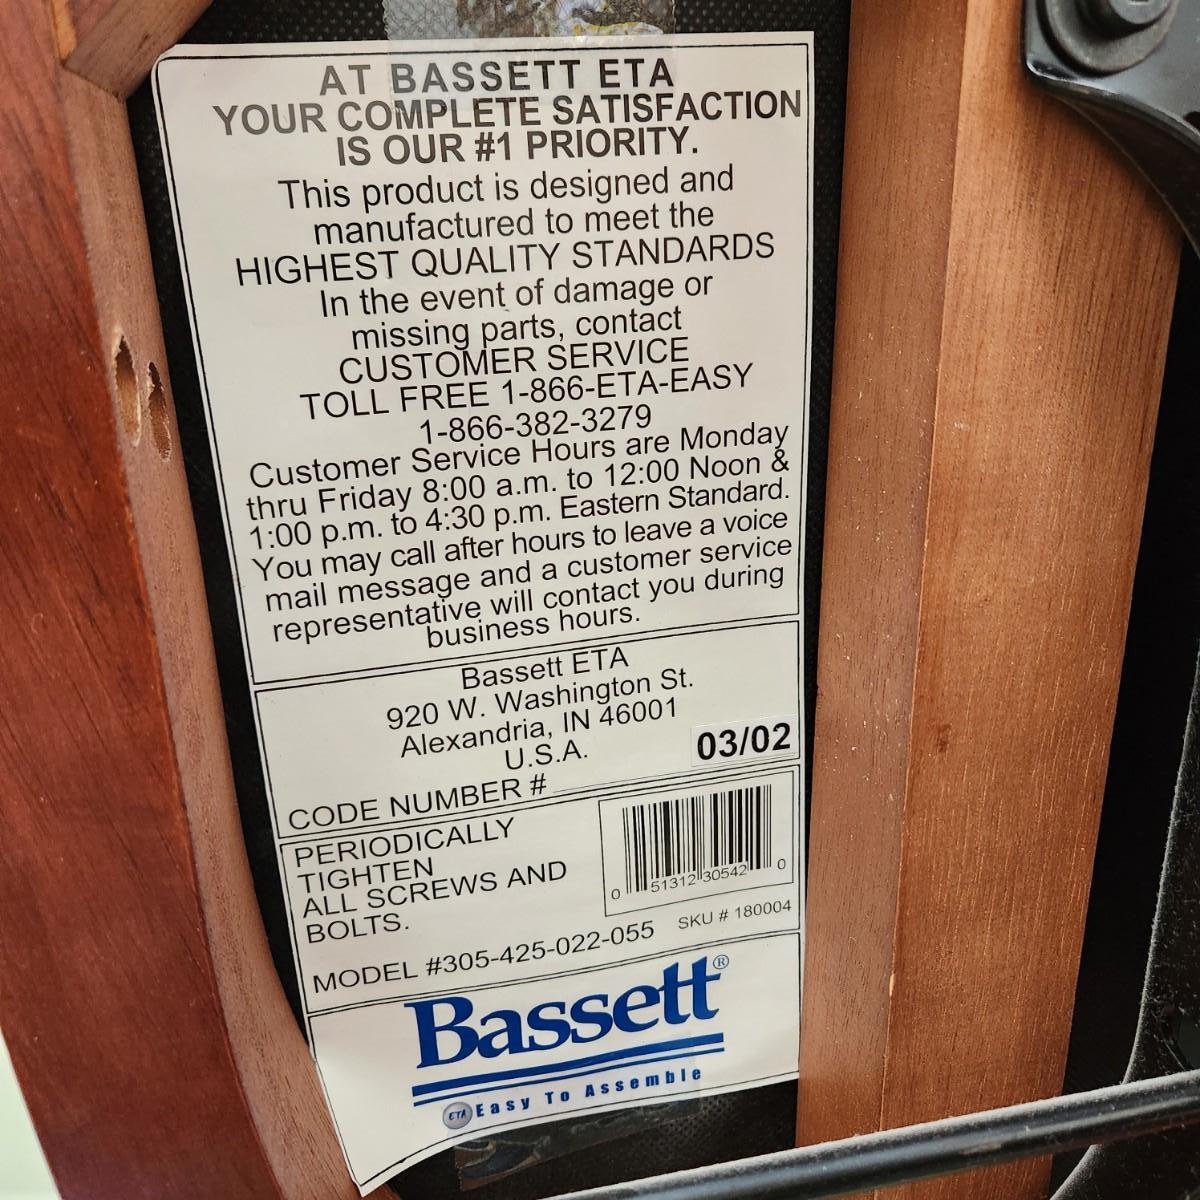 AT BASSETT ETA
YOUR COMPLETE SATISFACTION
IS OUR #1 PRIORITY.
This product is designed and
manufactured to meet the
HIGHEST QUALITY STANDARDS
In the event of damage or
missing parts, contact
CUSTOMER SERVICE
TOLL FREE 1-866-ETA-EASY
1-866-382-3279
Customer Service Hours are Monday
thru Friday 8:00 a.m. to 12:00 Noon &
1:00 p.m. to 4:30 p.m. Eastern Standard.
You may call after hours to leave a voice
mail message and a customer service
representative will contact you during
business hours.
Bassett ETA
920 W. Washington St.
Alexandria, IN 46001
U.S.A.
03/02
CODE NUMBER #
PERIODICALLY
TIGHTEN
ALL SCREWS AND
BOLTS.
0 51312 30542 0
MODEL #305-425-022-055 SKU # 180004
Bassett®
ETA Easy To Assemble